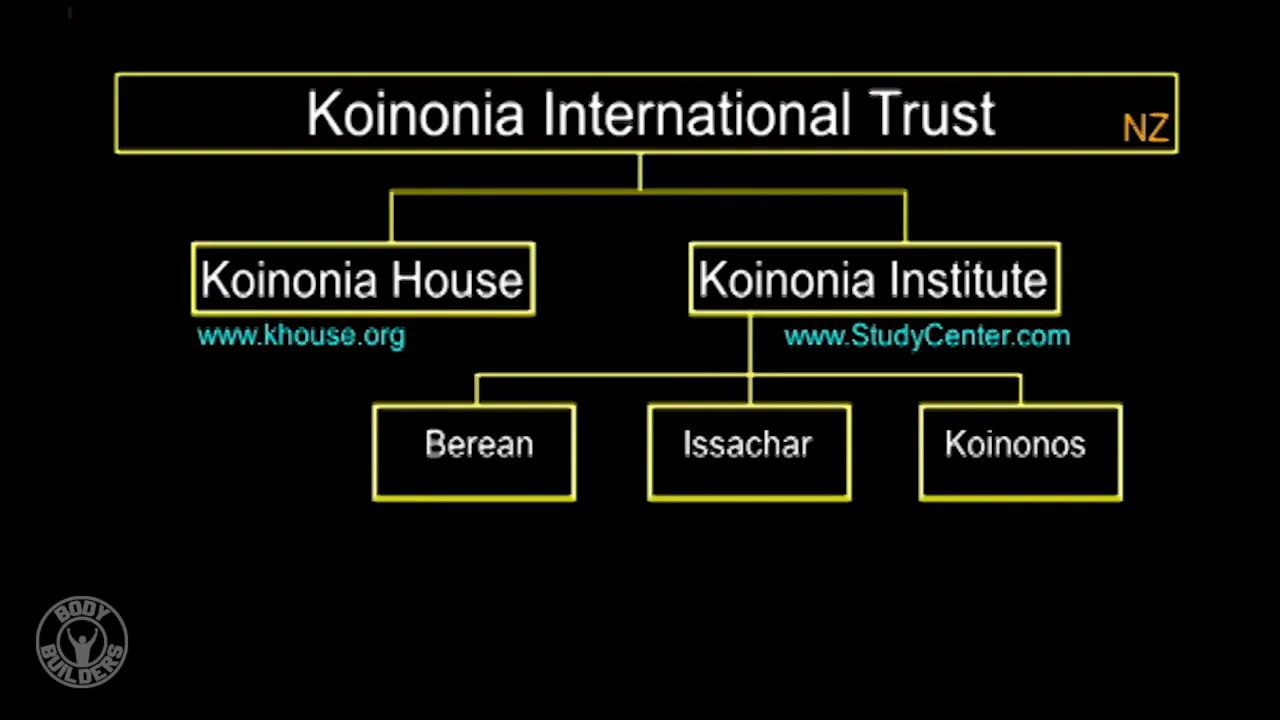 Koinonia International Trust
NZ
Koinonia House
Koinonia Institute
www.khouse.org
www.StudyCenter.com
Berean
Issachar
Koinonos
BODY
BUILDERS